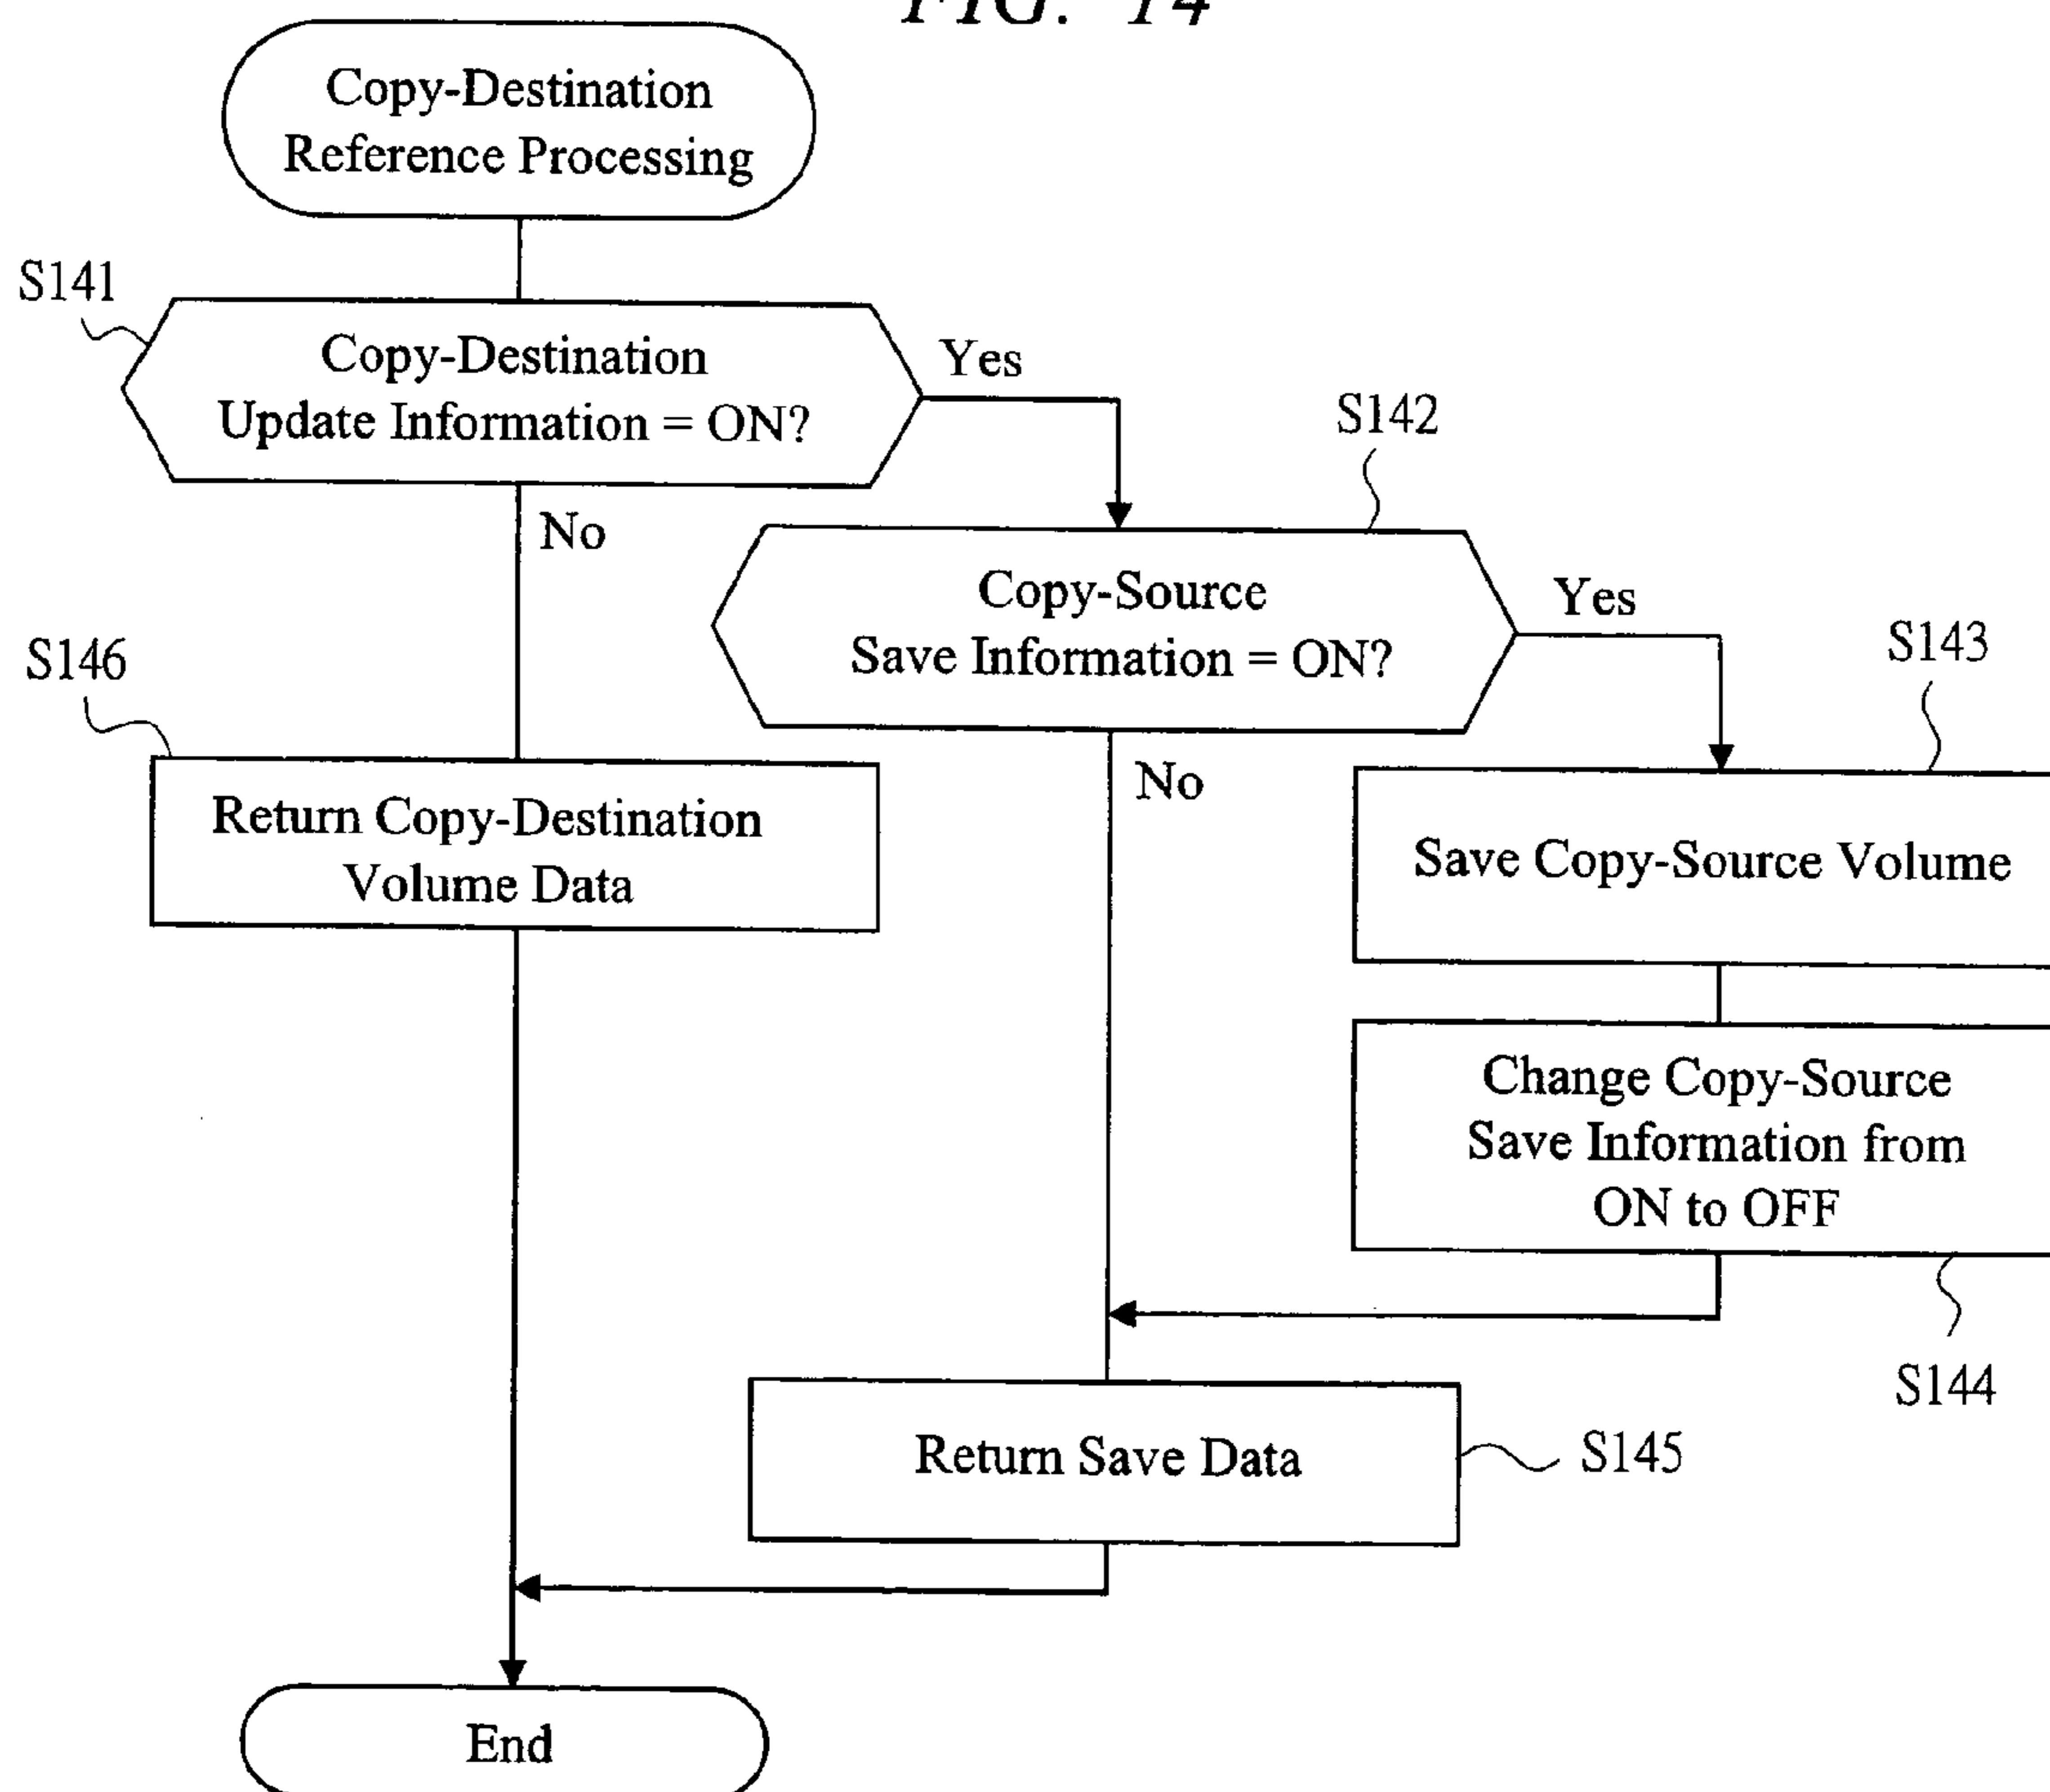 FIG. 14
Copy-Destination
Reference Processing
S141
Copy-Destination
Update Information = ON?
Yes
No
S142
Copy-Source
Save Information = ON?
Yes
No
S143
Save Copy-Source Volume
S146
Return Copy-Destination
Volume Data
Change Copy-Source
Save Information from
ON to OFF
S144
Return Save Data
S145
End